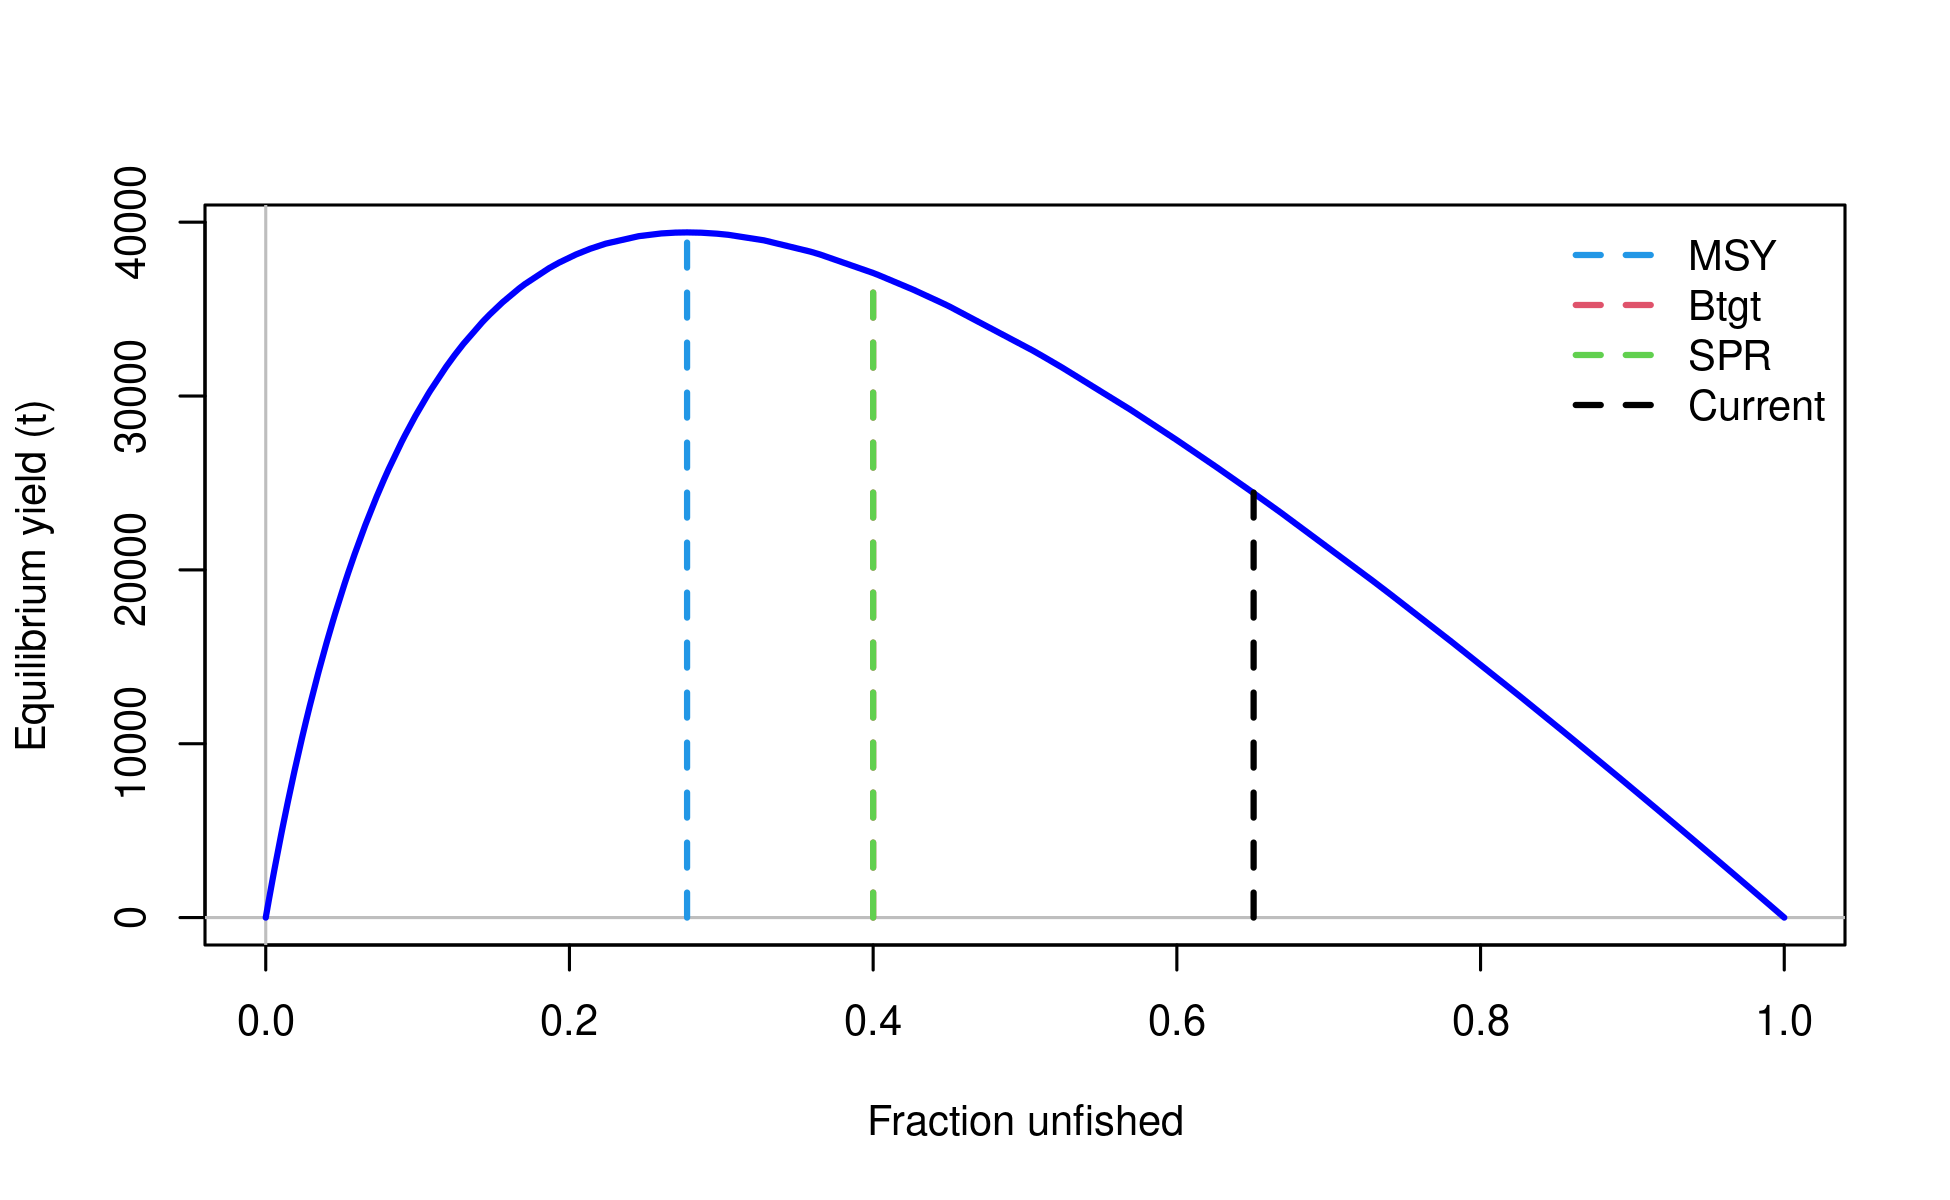 Equilibrium yield (t)
40000
30000
20000
10000
0
MSY
Btgt
SPR
Current
0.0 0.2 0.4 0.6 0.8 1.0
Fraction unfished